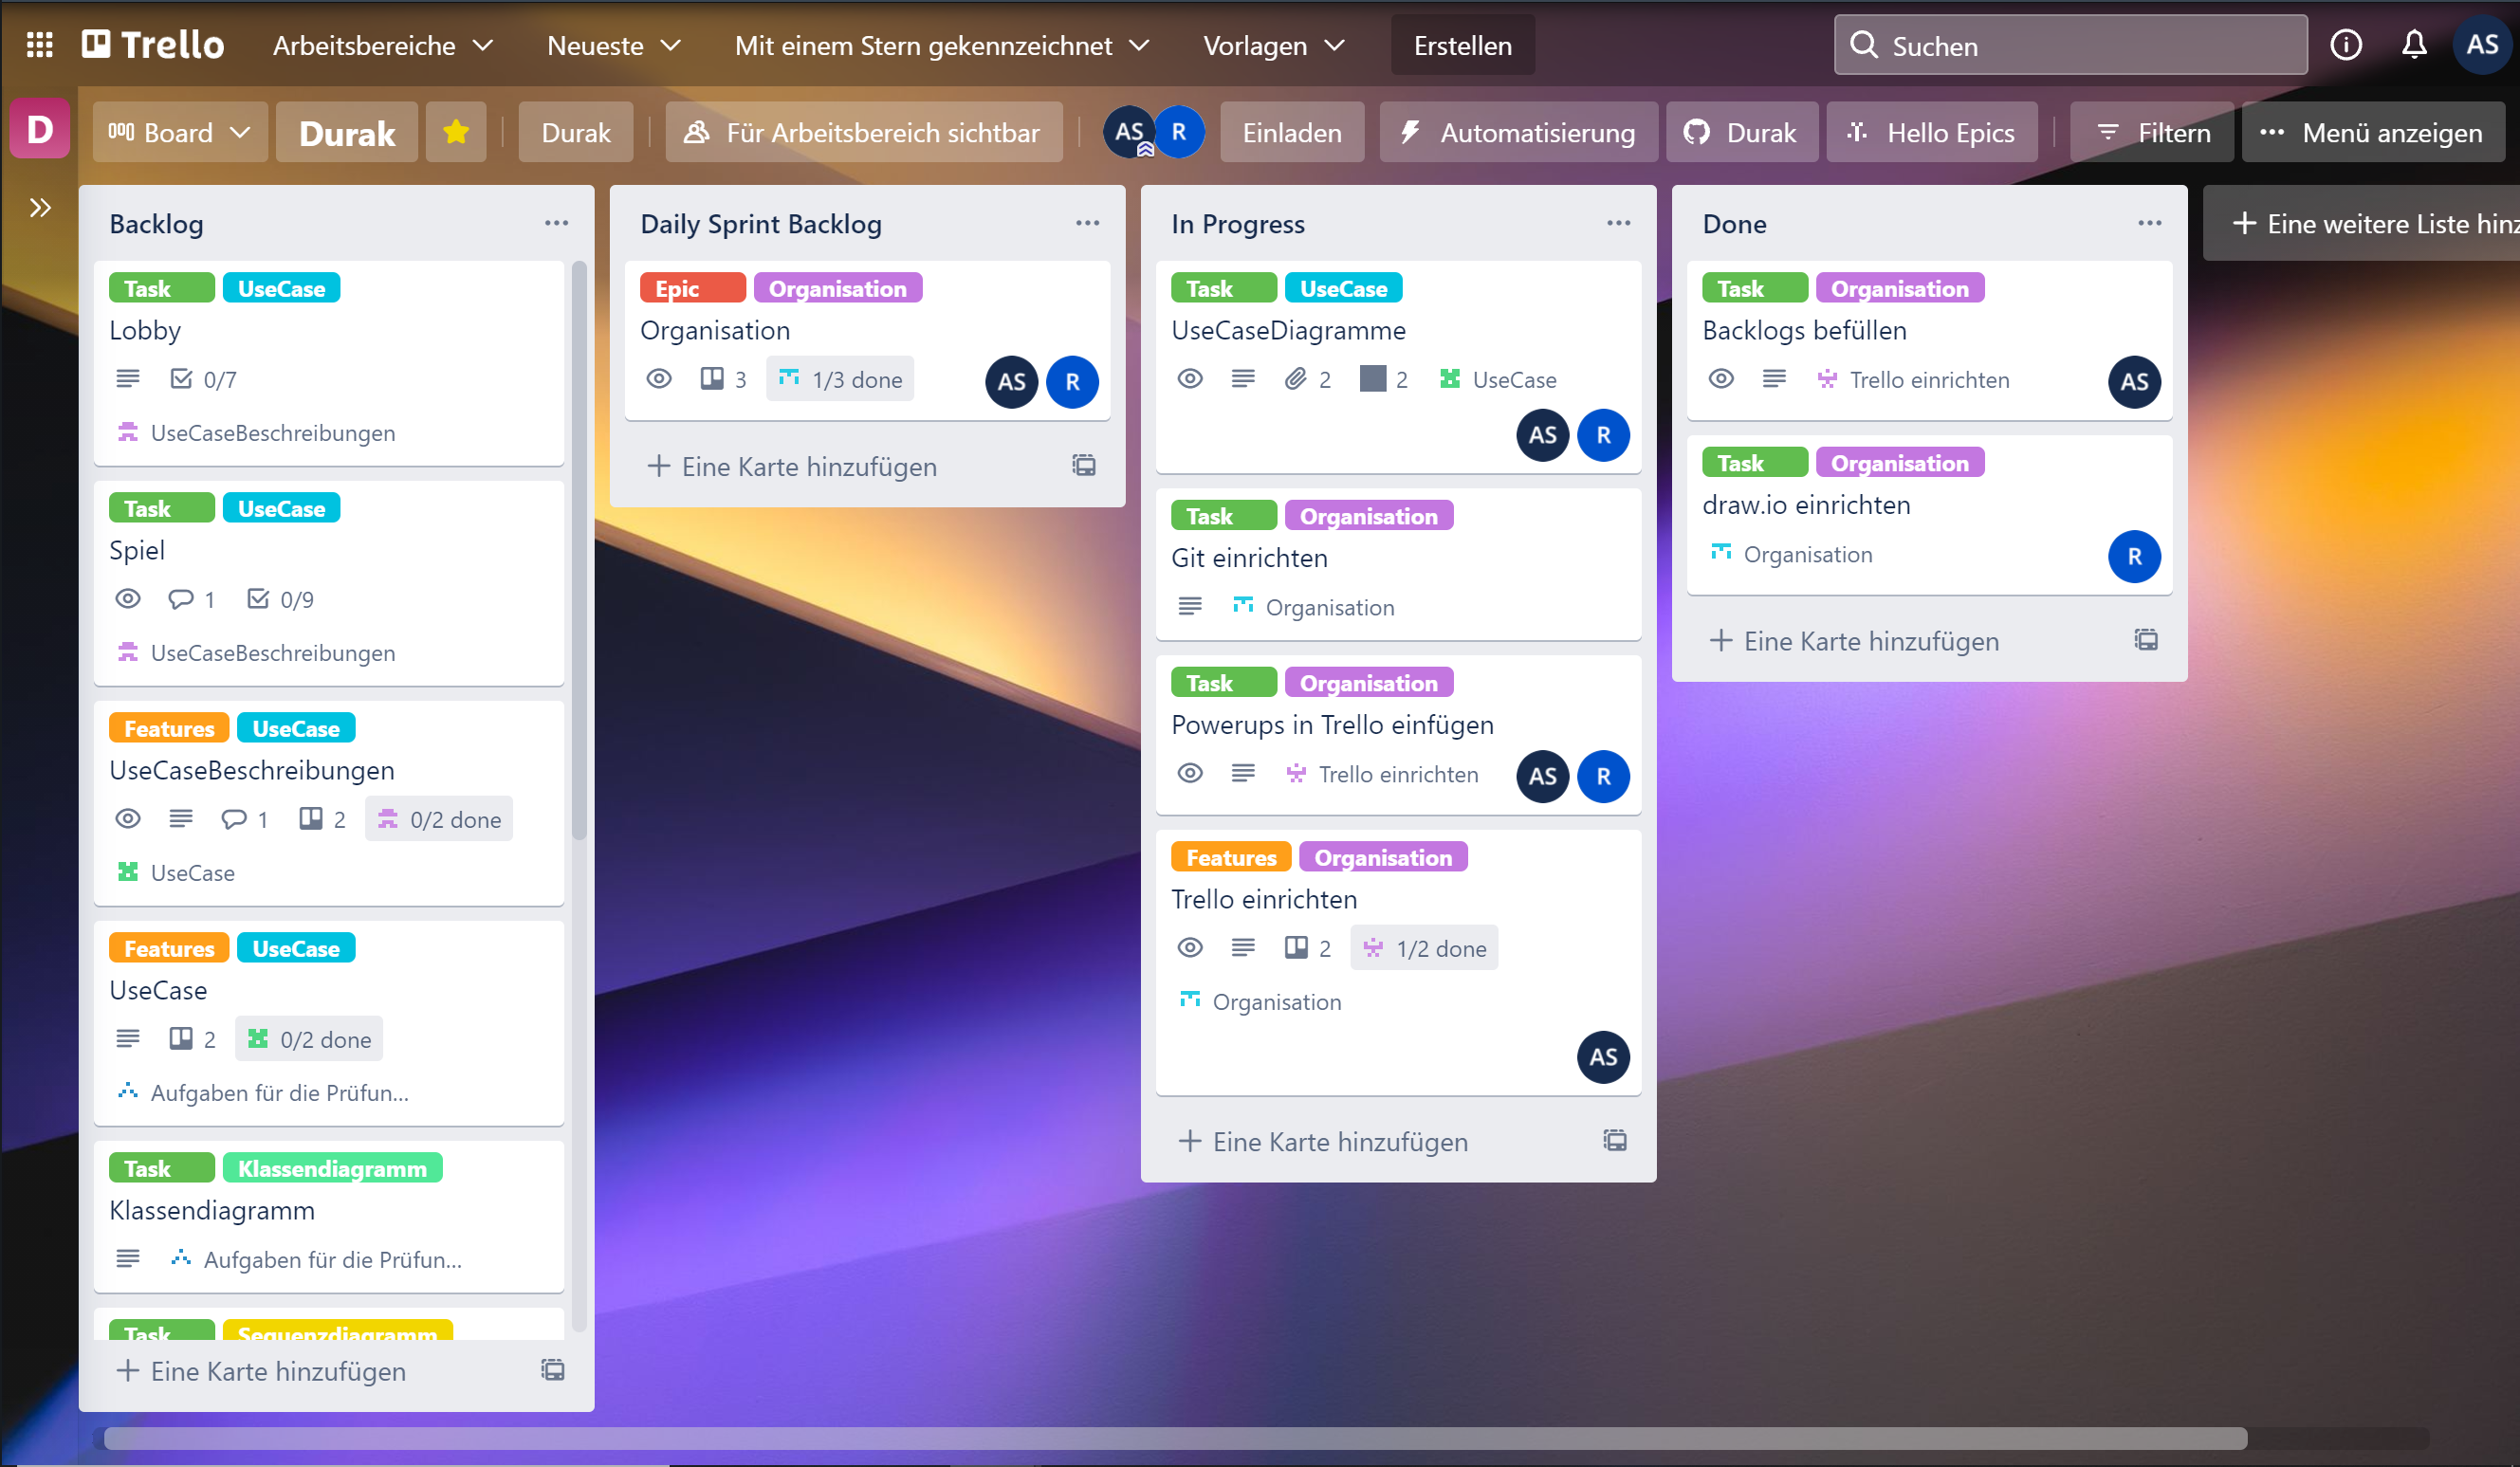 Trello Arbeitsbereiche Neueste Mit einem Stern gekennzeichnet Vorlagen Erstellen Suchen AS
D Board Durak Durak Für Arbeitsbereich sichtbar AS R Einladen Automatisierung Durak Hello Epics Filtern Menü anzeigen
Backlog
Task UseCase
Lobby
0/7
UseCaseBeschreibungen
Task UseCase
Spiel
1 0/9
UseCaseBeschreibungen
Features UseCase
UseCaseBeschreibungen
1 2 0/2 done
UseCase
Features UseCase
UseCase
2 0/2 done
Aufgaben für die Prüfun...
Task Klassendiagramm
Klassendiagramm
Aufgaben für die Prüfun...
Task Sequenzdiagramm
+ Eine Karte hinzufügen
Daily Sprint Backlog
Epic Organisation
Organisation
3 1/3 done AS R
+ Eine Karte hinzufügen
In Progress
Task UseCase
UseCaseDiagramme
2 2 UseCase
AS R
Task Organisation
Git einrichten
Organisation
Task Organisation
Powerups in Trello einfügen
Trello einrichten AS R
Features Organisation
Trello einrichten
2 1/2 done
Organisation
AS
+ Eine Karte hinzufügen
Done
Task Organisation
Backlogs befüllen
Trello einrichten AS
Task Organisation
draw.io einrichten
Organisation R
+ Eine Karte hinzufügen
+ Eine weitere Liste hinz